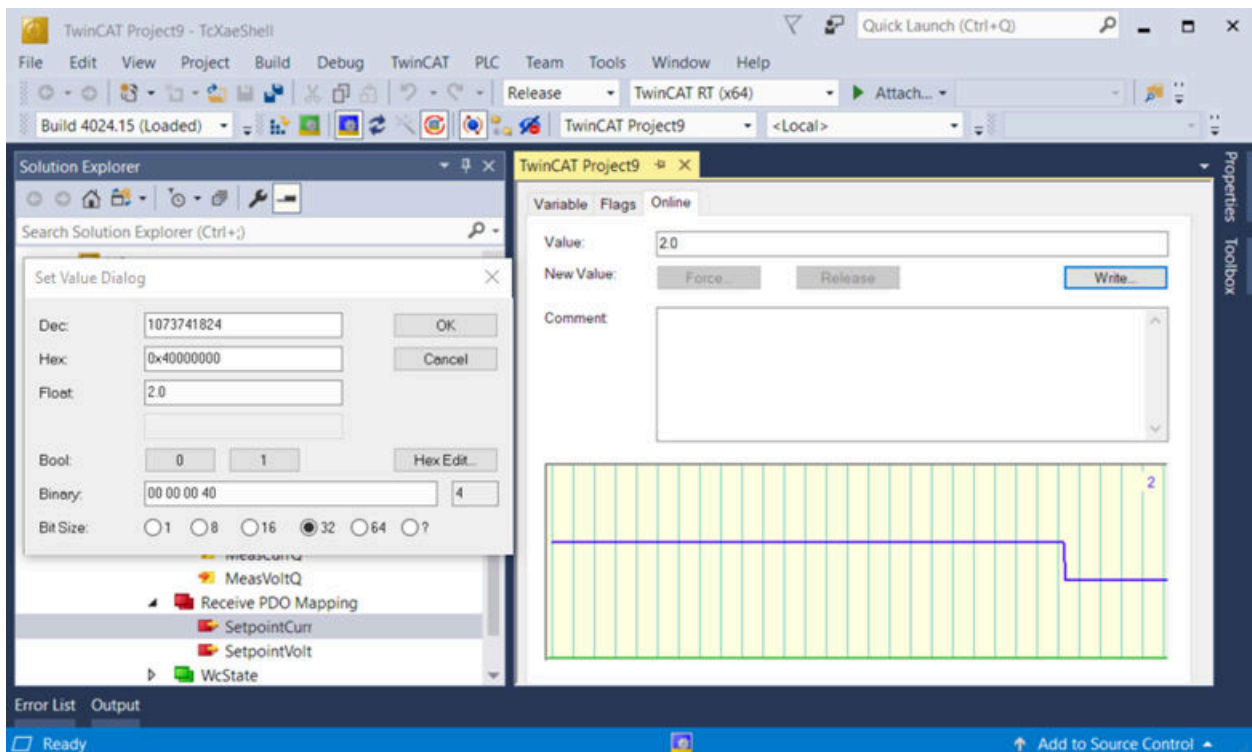 TwinCAT Project9 - TcXaeShell
Quick Launch (Ctrl+Q)
File Edit View Project Build Debug TwinCAT PLC Team Tools Window Help
Release TwinCAT RT (x64) Attach...
Build 4024.15 (Loaded) TwinCAT Project9 <Local>
Solution Explorer
Search Solution Explorer (Ctrl+;)
Set Value Dialog
Dec: 1073741824 OK
Hex: 0x40000000 Cancel
Float: 2.0
Bool: 0 1 Hex Edit...
Binary: 00 00 00 40 4
Bit Size: 1 8 16 32 64 ?
MeasCurrQ
MeasVoltQ
Receive PDO Mapping
SetpointCurr
SetpointVolt
WcState
TwinCAT Project9
Variable Flags Online
Value: 2.0
New Value: Force... Release Write...
Comment:
2
Properties
Toolbox
Error List Output
Ready Add to Source Control